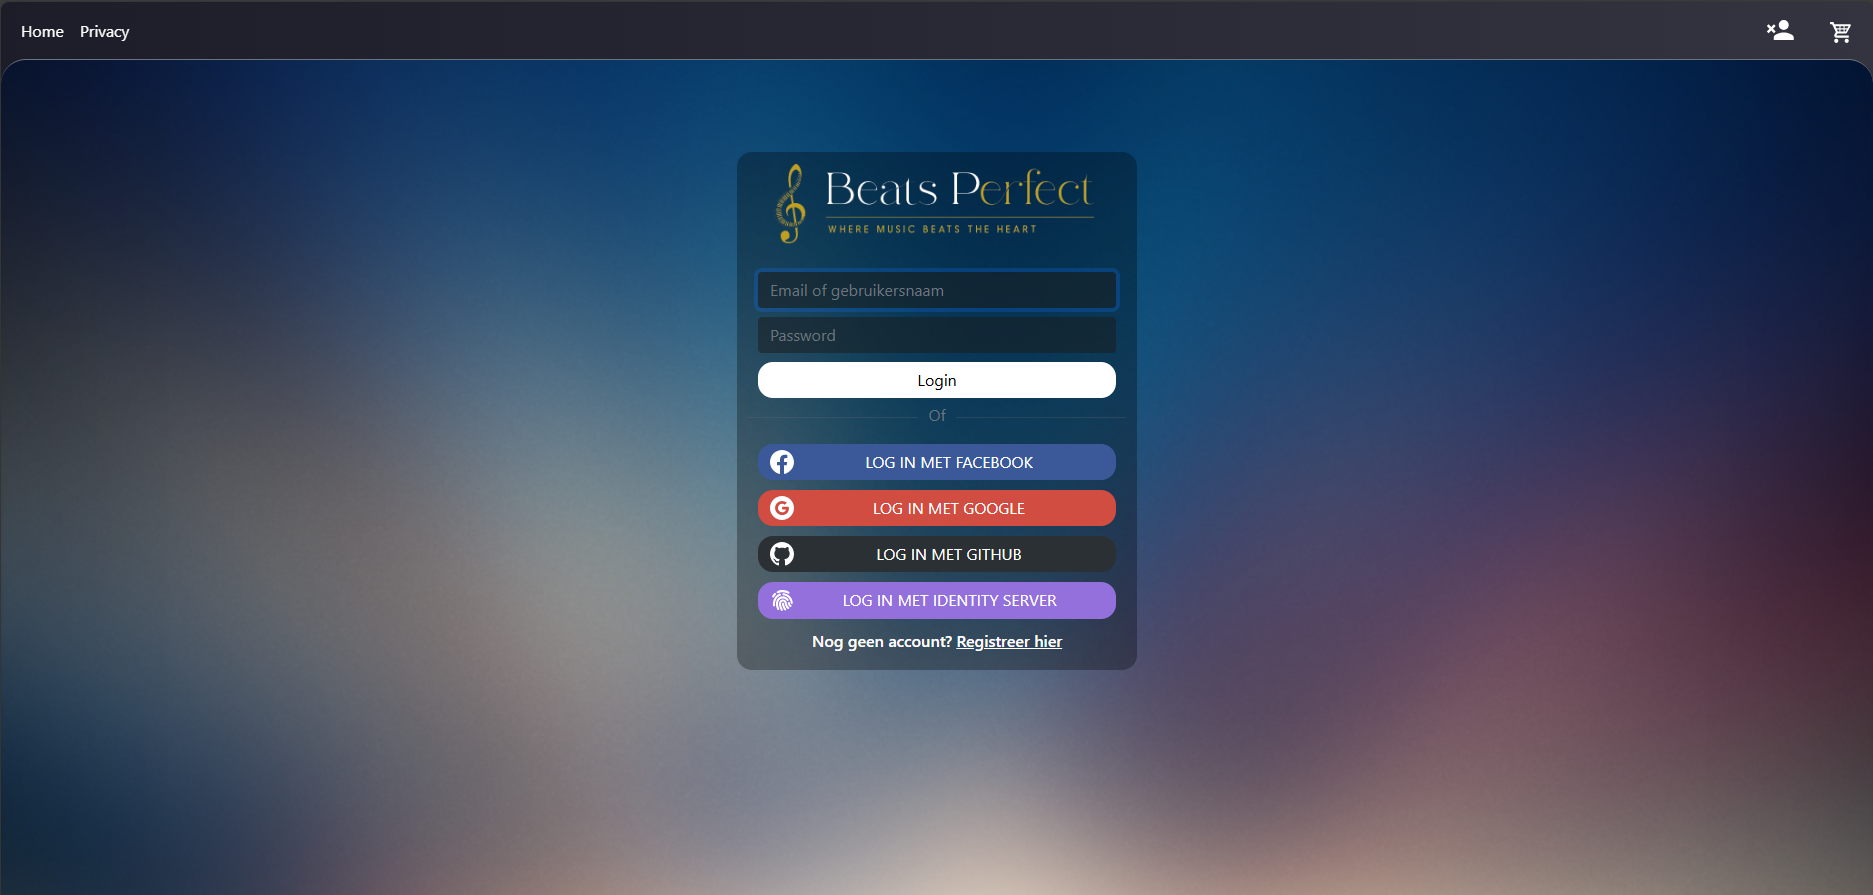 Home Privacy
Beats Perfect
WHERE MUSIC BEATS THE HEART
Email of gebruikersnaam
Password
Login
Of
LOG IN MET FACEBOOK
LOG IN MET GOOGLE
LOG IN MET GITHUB
LOG IN MET IDENTITY SERVER
Nog geen account? Registreer hier